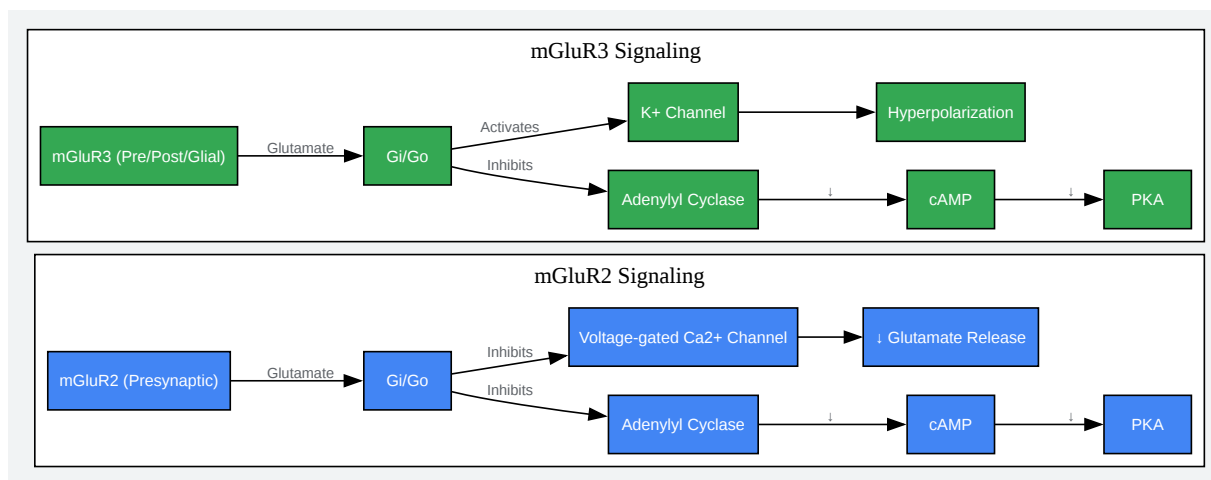 mGluR3 Signaling
K+ Channel
Hyperpolarization
Activates
mGluR3 (Pre/Post/Glial)
Glutamate
Gi/Go
Inhibits
Adenylyl Cyclase
↓
cAMP
↓
PKA
mGluR2 Signaling
Voltage-gated Ca2+ Channel
↓ Glutamate Release
Inhibits
mGluR2 (Presynaptic)
Glutamate
Gi/Go
Inhibits
Adenylyl Cyclase
↓
cAMP
↓
PKA